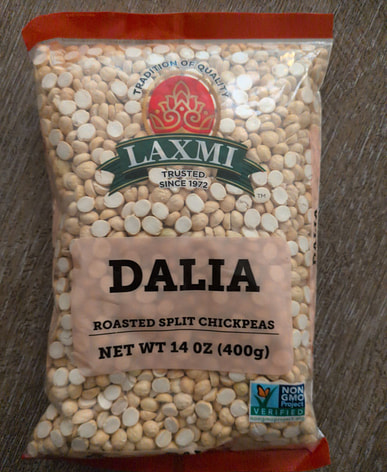 TRADITION OF QUALITY
LAXMI
TRUSTED
SINCE 1972
TM
DALIA
ROASTED SPLIT CHICKPEAS
NET WT 14 OZ (400g)
NON
GMO
Project
VERIFIED